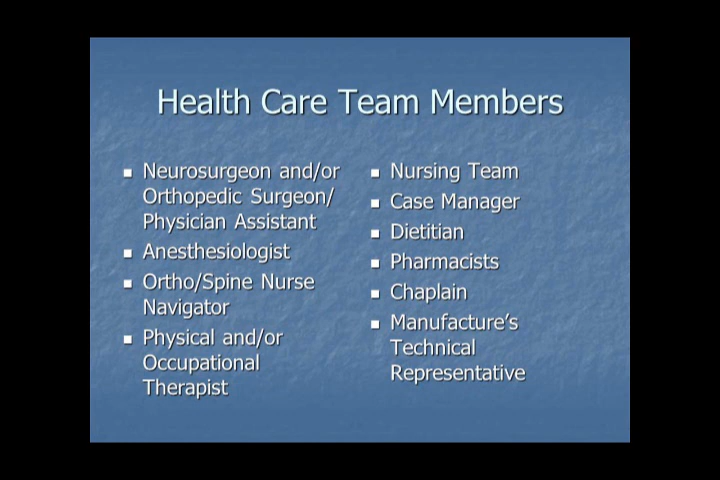 Health Care Team Members
Neurosurgeon and/or
Orthopedic Surgeon/
Physician Assistant
Anesthesiologist
Ortho/Spine Nurse
Navigator
Physical and/or
Occupational
Therapist
Nursing Team
Case Manager
Dietitian
Pharmacists
Chaplain
Manufacture's
Technical
Representative